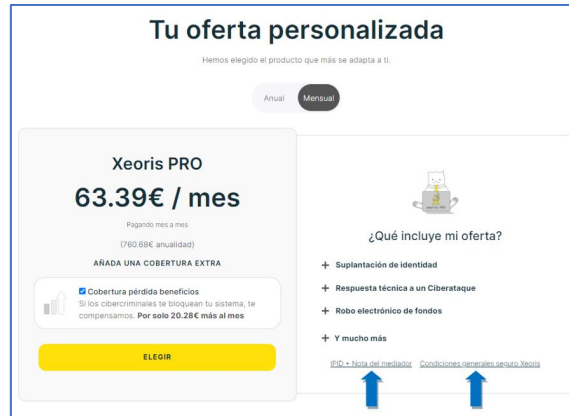 Tu oferta personalizada
Hemos elegido el producto que más se adapta a ti.
Anual
Mensual
Xeoris PRO
63.39€ / mes
Pagando mes a mes
(760.68€ anualidad)
AÑADA UNA COBERTURA EXTRA
Cobertura pérdida beneficios
Si los cibercriminales te bloquean tu sistema, te
compensamos. Por solo 20.28€ más al mes
ELEGIR
¿Qué incluye mi oferta?
+ Suplantación de identidad
+ Respuesta técnica a un Ciberataque
+ Robo electrónico de fondos
+ Y mucho más
IPID + Nota del mediador
Condiciones generales seguro Xeoris